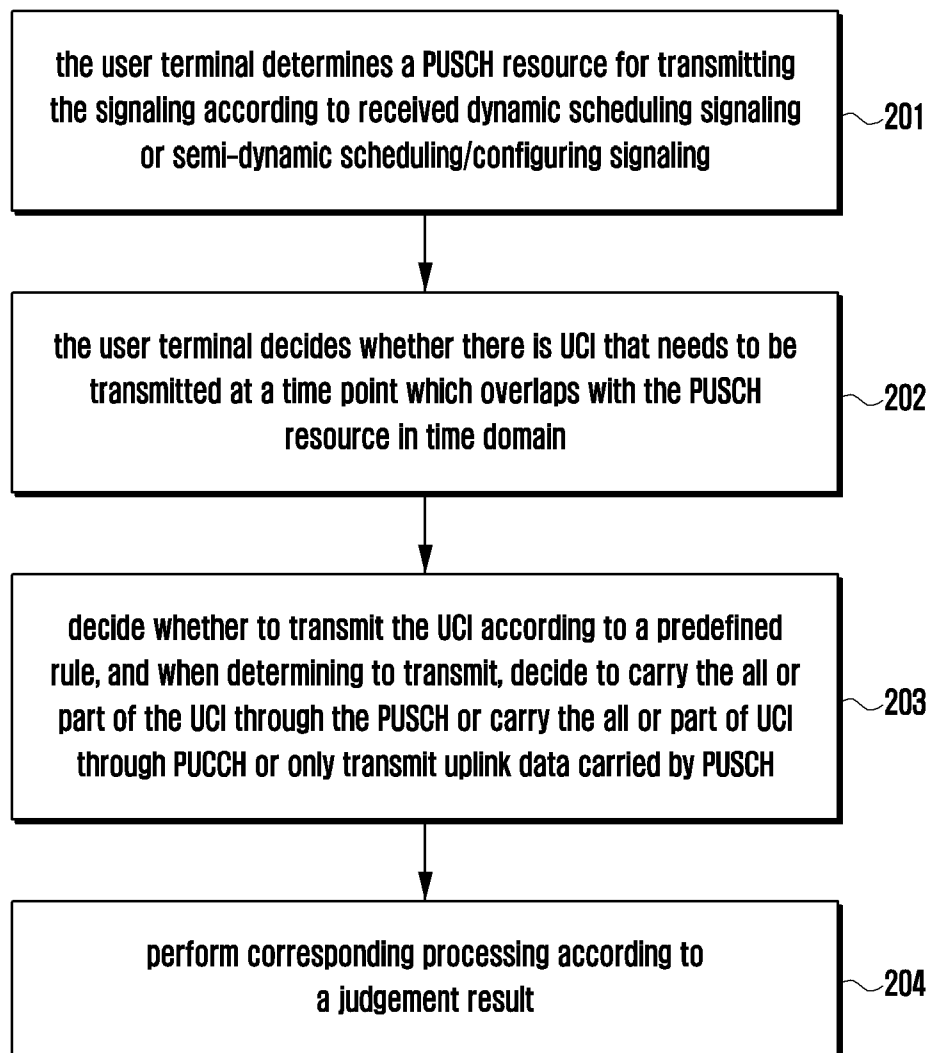 the user terminal determines a PUSCH resource for transmitting
the signaling according to received dynamic scheduling signaling
or semi-dynamic scheduling/configuring signaling
201
the user terminal decides whether there is UCI that needs to be
transmitted at a time point which overlaps with the PUSCH
resource in time domain
202
decide whether to transmit the UCI according to a predefined
rule, and when determining to transmit, decide to carry the all or
part of the UCI through the PUSCH or carry the all or part of UCI
through PUCCH or only transmit uplink data carried by PUSCH
203
perform corresponding processing according to
a judgement result
204